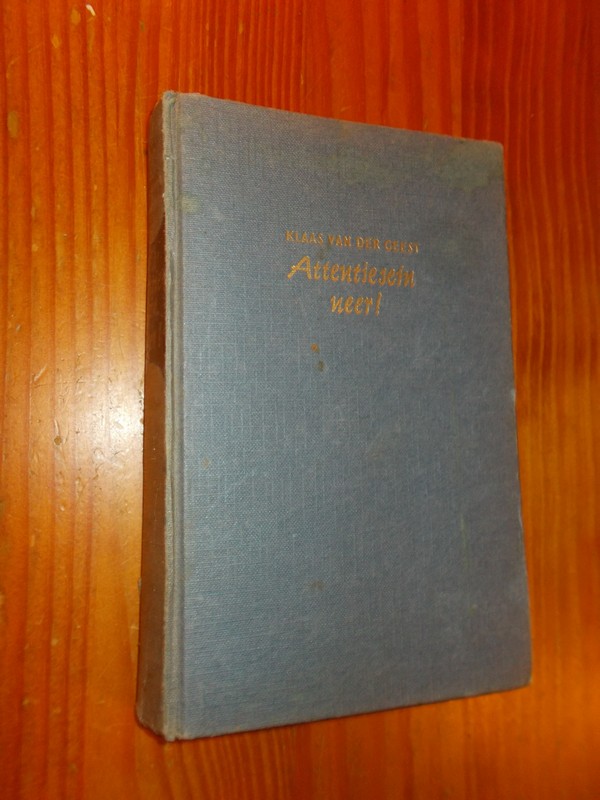 KLAAS VAN DER GEEST
Attentiesein
neer!